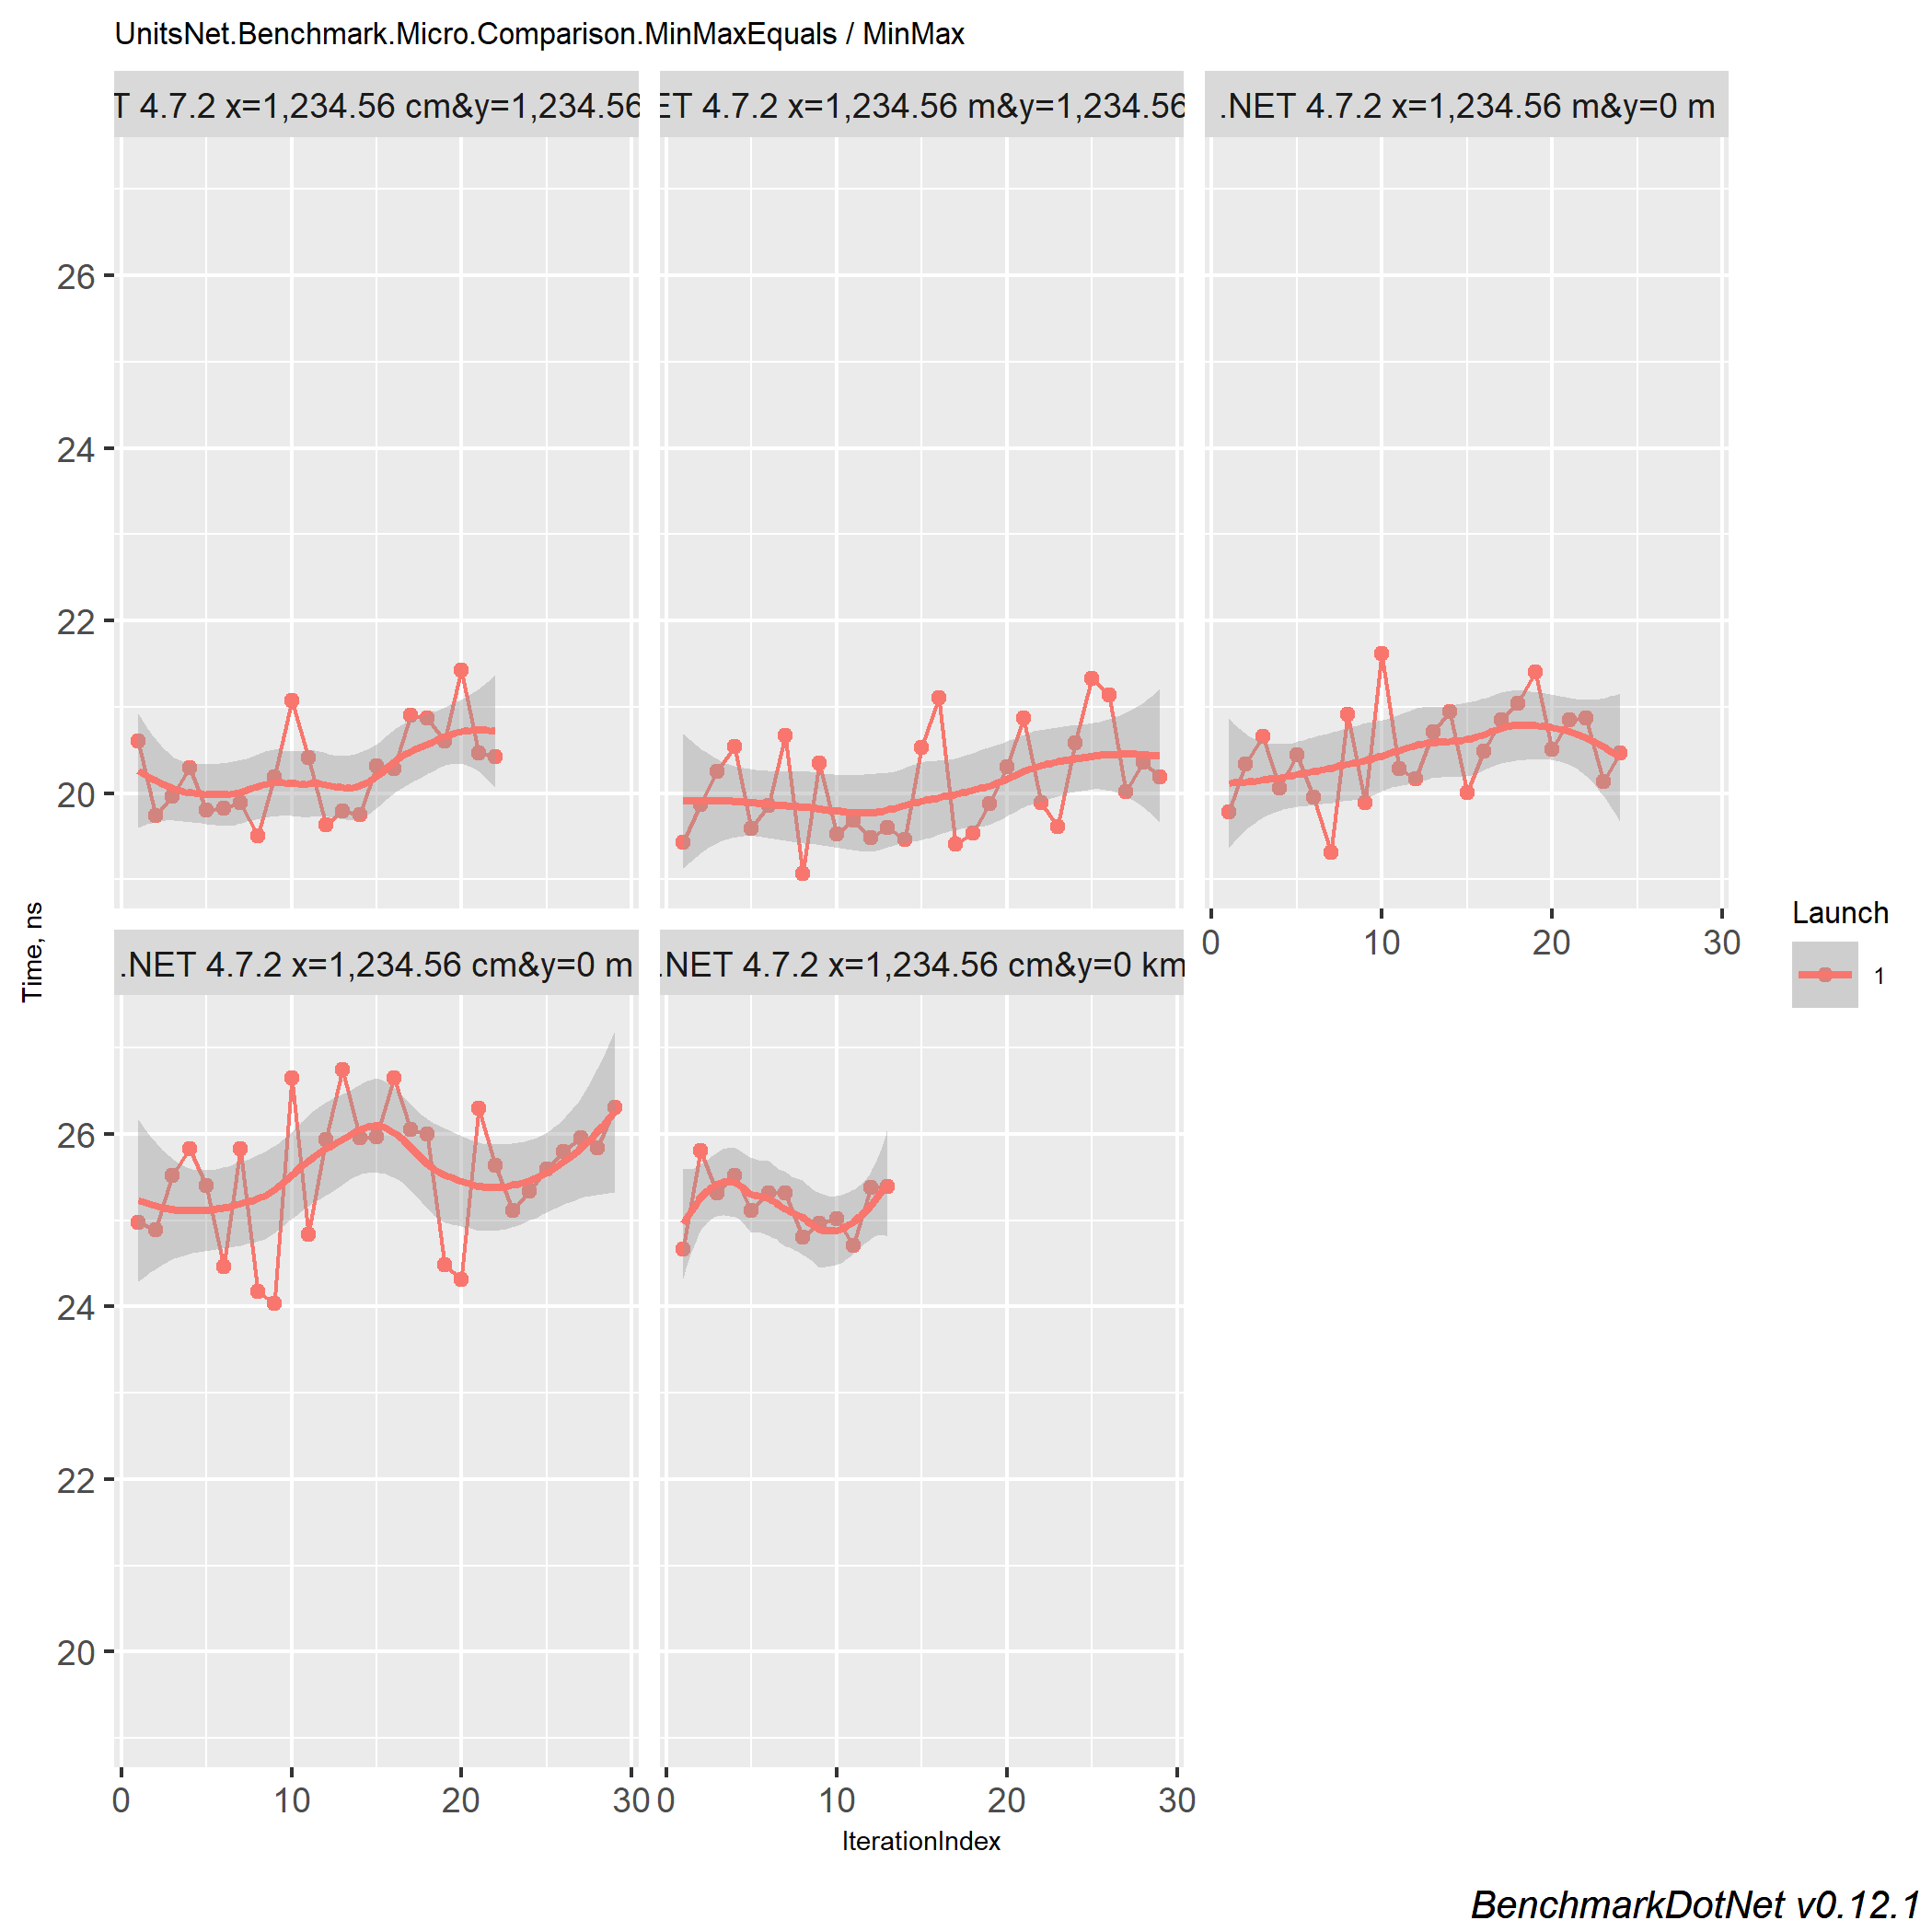 UnitsNet.Benchmark.Micro.Comparison.MinMaxEquals / MinMax
T 4.7.2 x=1,234.56 cm&y=1,234.56
ET 4.7.2 x=1,234.56 m&y=1,234.56
.NET 4.7.2 x=1,234.56 m&y=0 m
26
24
22
20
0 10 20 30
Time, ns
Launch
1
.NET 4.7.2 x=1,234.56 cm&y=0 m
.NET 4.7.2 x=1,234.56 cm&y=0 km
26
24
22
20
0 10 20 30
0 10 20 30
IterationIndex
BenchmarkDotNet v0.12.1